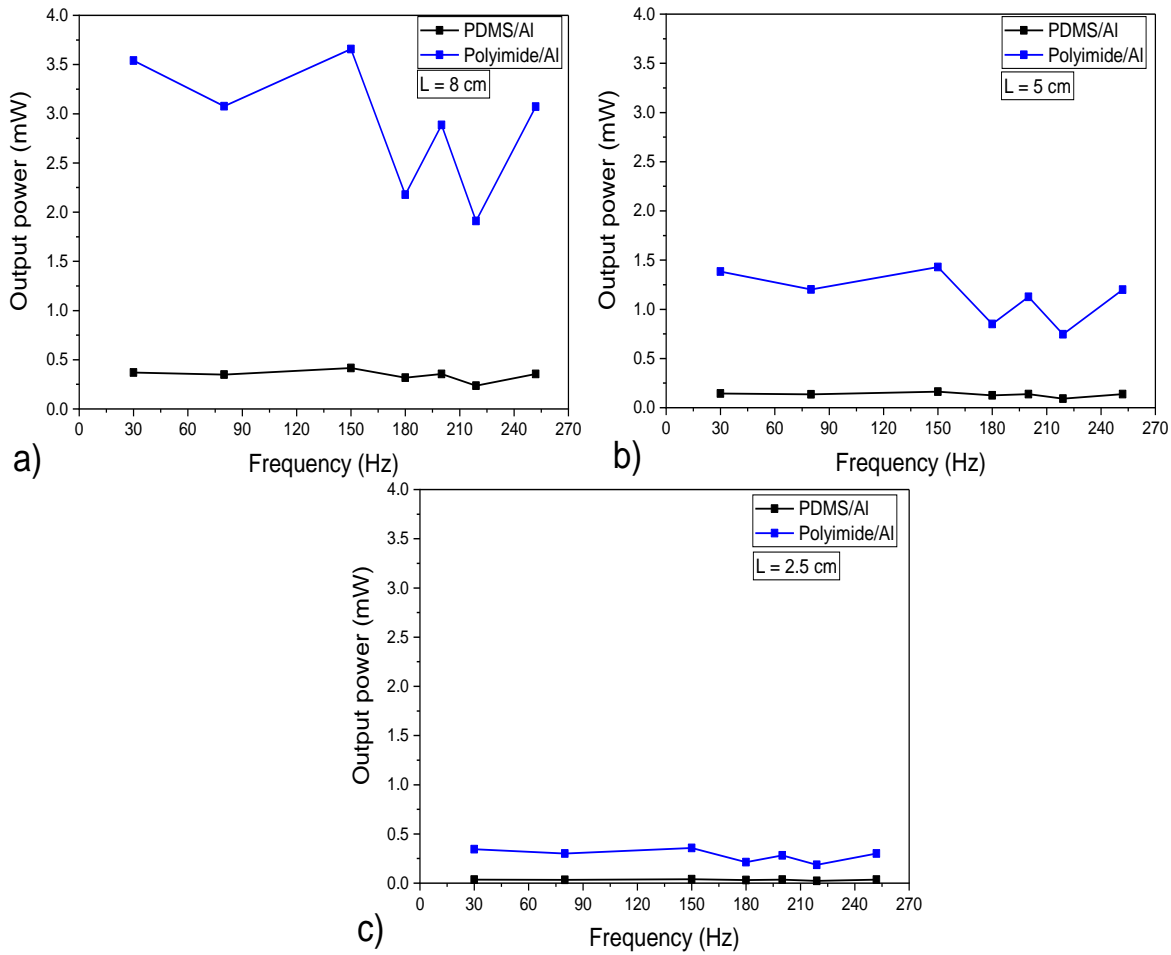 4.0
3.5
3.0
2.5
2.0
1.5
1.0
0.5
0.0
Output power (mW)
PDMS/Al
Polyimide/Al
L = 8 cm
0 30 60 90 120 150 180 210 240 270
Frequency (Hz)
a)
4.0
3.5
3.0
2.5
2.0
1.5
1.0
0.5
0.0
Output power (mW)
PDMS/Al
Polyimide/Al
L = 5 cm
0 30 60 90 120 150 180 210 240 270
Frequency (Hz)
b)
4.0
3.5
3.0
2.5
2.0
1.5
1.0
0.5
0.0
Output power (mW)
PDMS/Al
Polyimide/Al
L = 2.5 cm
0 30 60 90 120 150 180 210 240 270
Frequency (Hz)
c)